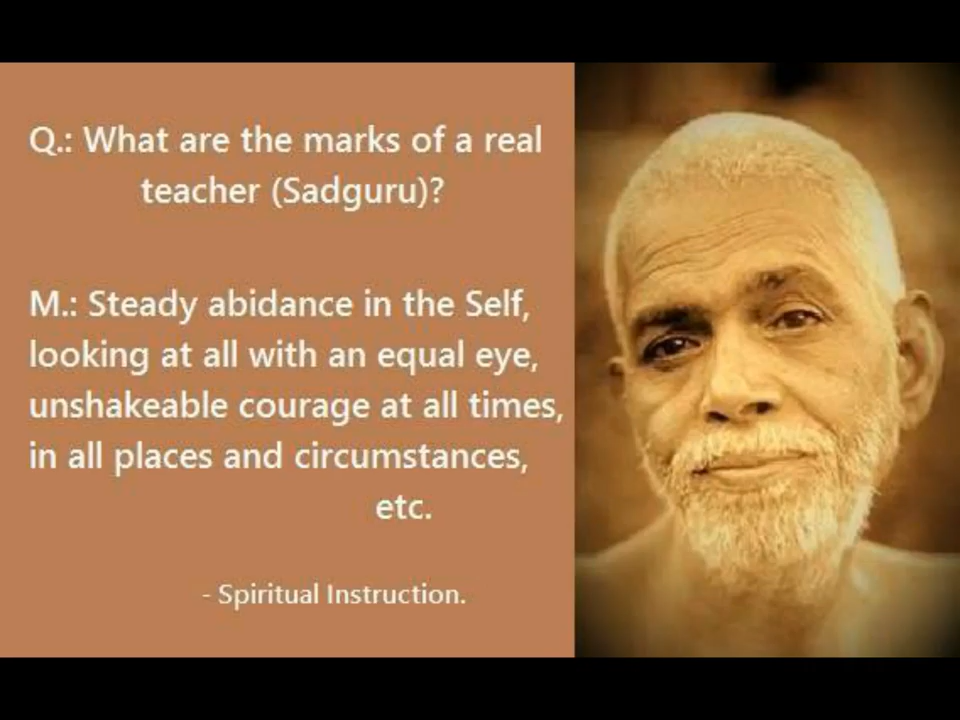 Q.: What are the marks of a real
teacher (Sadguru)?
M.: Steady abidance in the Self,
looking at all with an equal eye,
unshakeable courage at all times,
in all places and circumstances,
etc.
- Spiritual Instruction.